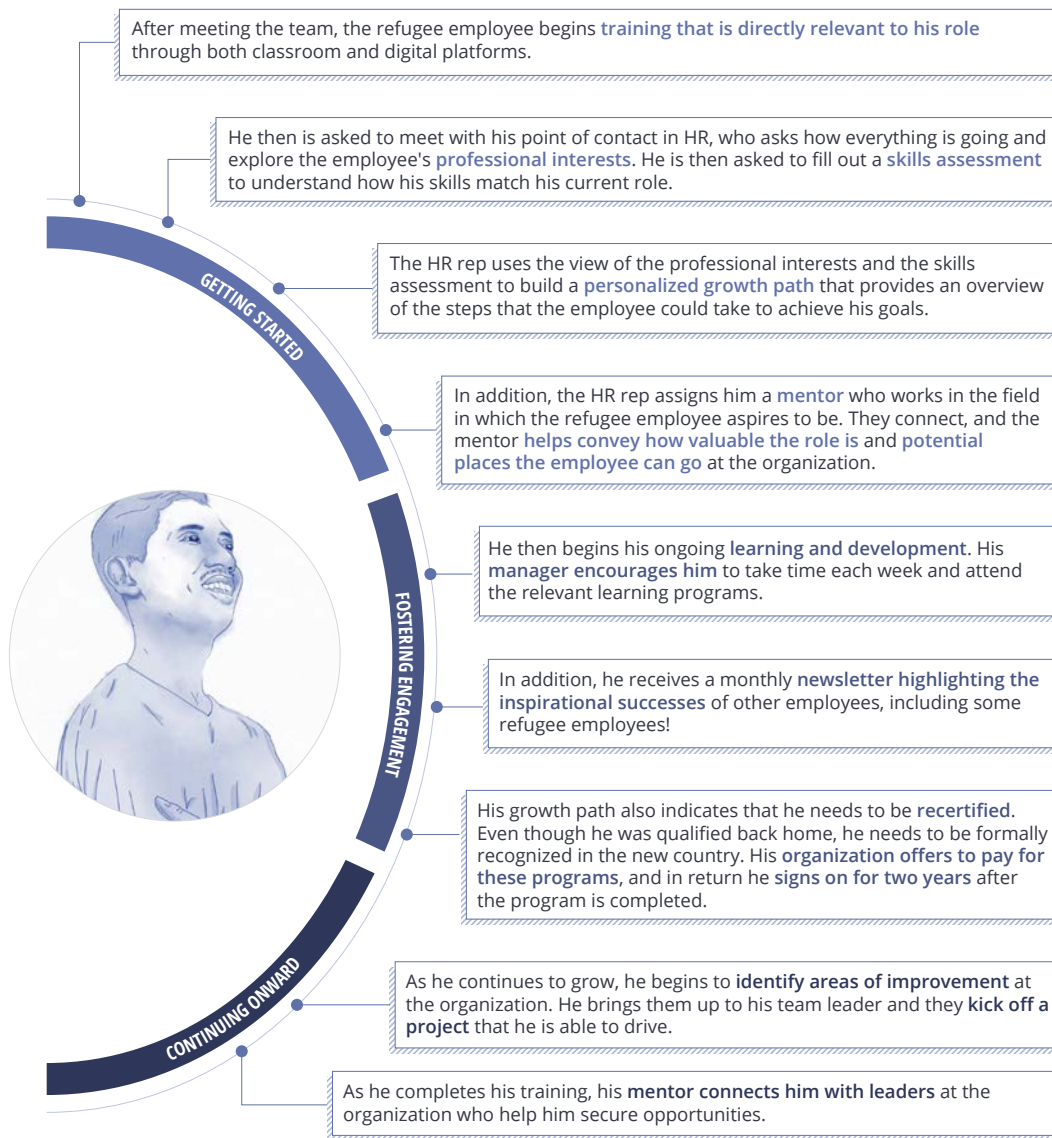 After meeting the team, the refugee employee begins training that is directly relevant to his role
through both classroom and digital platforms.
He then is asked to meet with his point of contact in HR, who asks how everything is going and
explore the employee's professional interests. He is then asked to fill out a skills assessment
to understand how his skills match his current role.
The HR rep uses the view of the professional interests and the skills
assessment to build a personalized growth path that provides an overview
of the steps that the employee could take to achieve his goals.
GETTING STARTED
In addition, the HR rep assigns him a mentor who works in the field
in which the refugee employee aspires to be. They connect, and the
mentor helps convey how valuable the role is and potential
places the employee can go at the organization.
He then begins his ongoing learning and development. His
manager encourages him to take time each week and attend
the relevant learning programs.
FOSTERING ENGAGEMENT
In addition, he receives a monthly newsletter highlighting the
inspirational successes of other employees, including some
refugee employees!
His growth path also indicates that he needs to be recertified.
Even though he was qualified back home, he needs to be formally
recognized in the new country. His organization offers to pay for
these programs, and in return he signs on for two years after
the program is completed.
CONTINUING ONWARD
As he continues to grow, he begins to identify areas of improvement at
the organization. He brings them up to his team leader and they kick off a
project that he is able to drive.
As he completes his training, his mentor connects him with leaders at the
organization who help him secure opportunities.